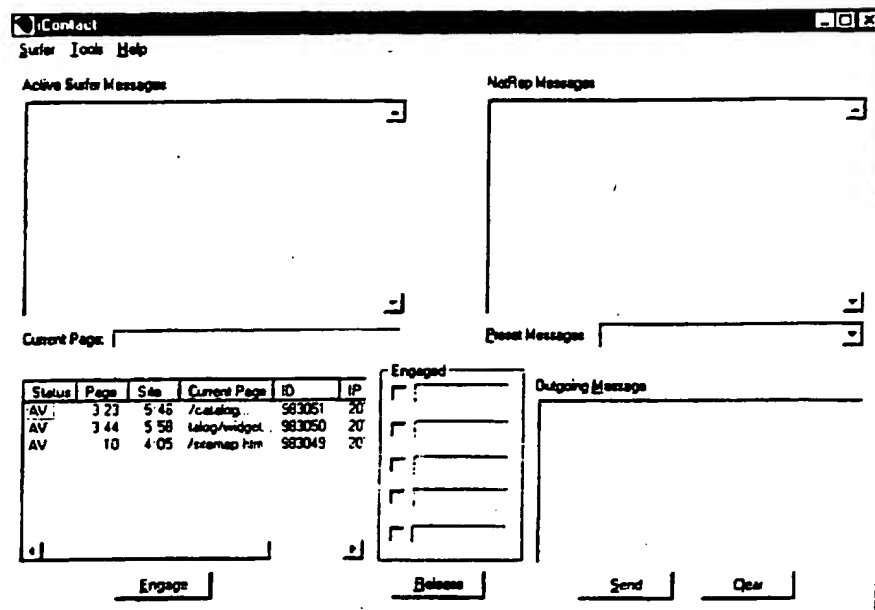 iContact
Surfer Tools Help
Active Surfer Messages
NetRep Messages
Current Page:
Preset Messages
Status Page Site Current Page ID IP
AV 3:23 5:46 /catalog... 983051 20
AV 3:44 5:58 talog/widget... 983050 20
AV 10 4:05 /sitemap.htm 983049 20
Engaged
Outgoing Message
Engage
Release
Send
Clear